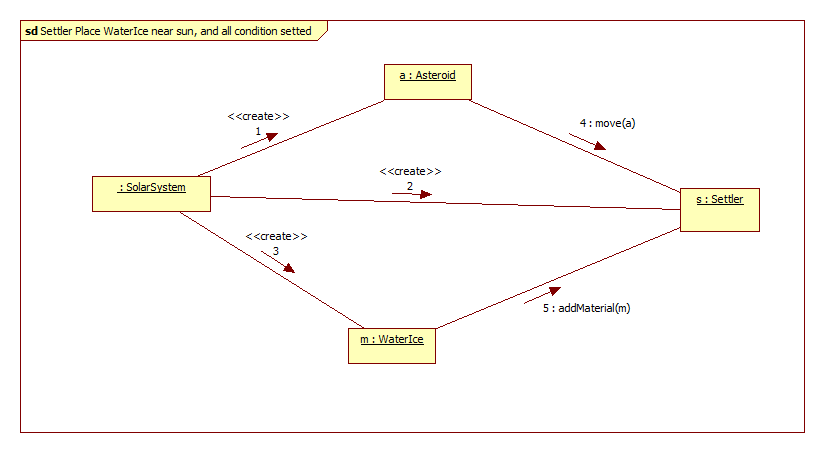 sd Settler Place WaterIce near sun, and all condition setted
a : Asteroid
<<create>>
1
4 : move(a)
<<create>>
2
: SolarSystem
s : Settler
<<create>>
3
5 : addMaterial(m)
m : WaterIce